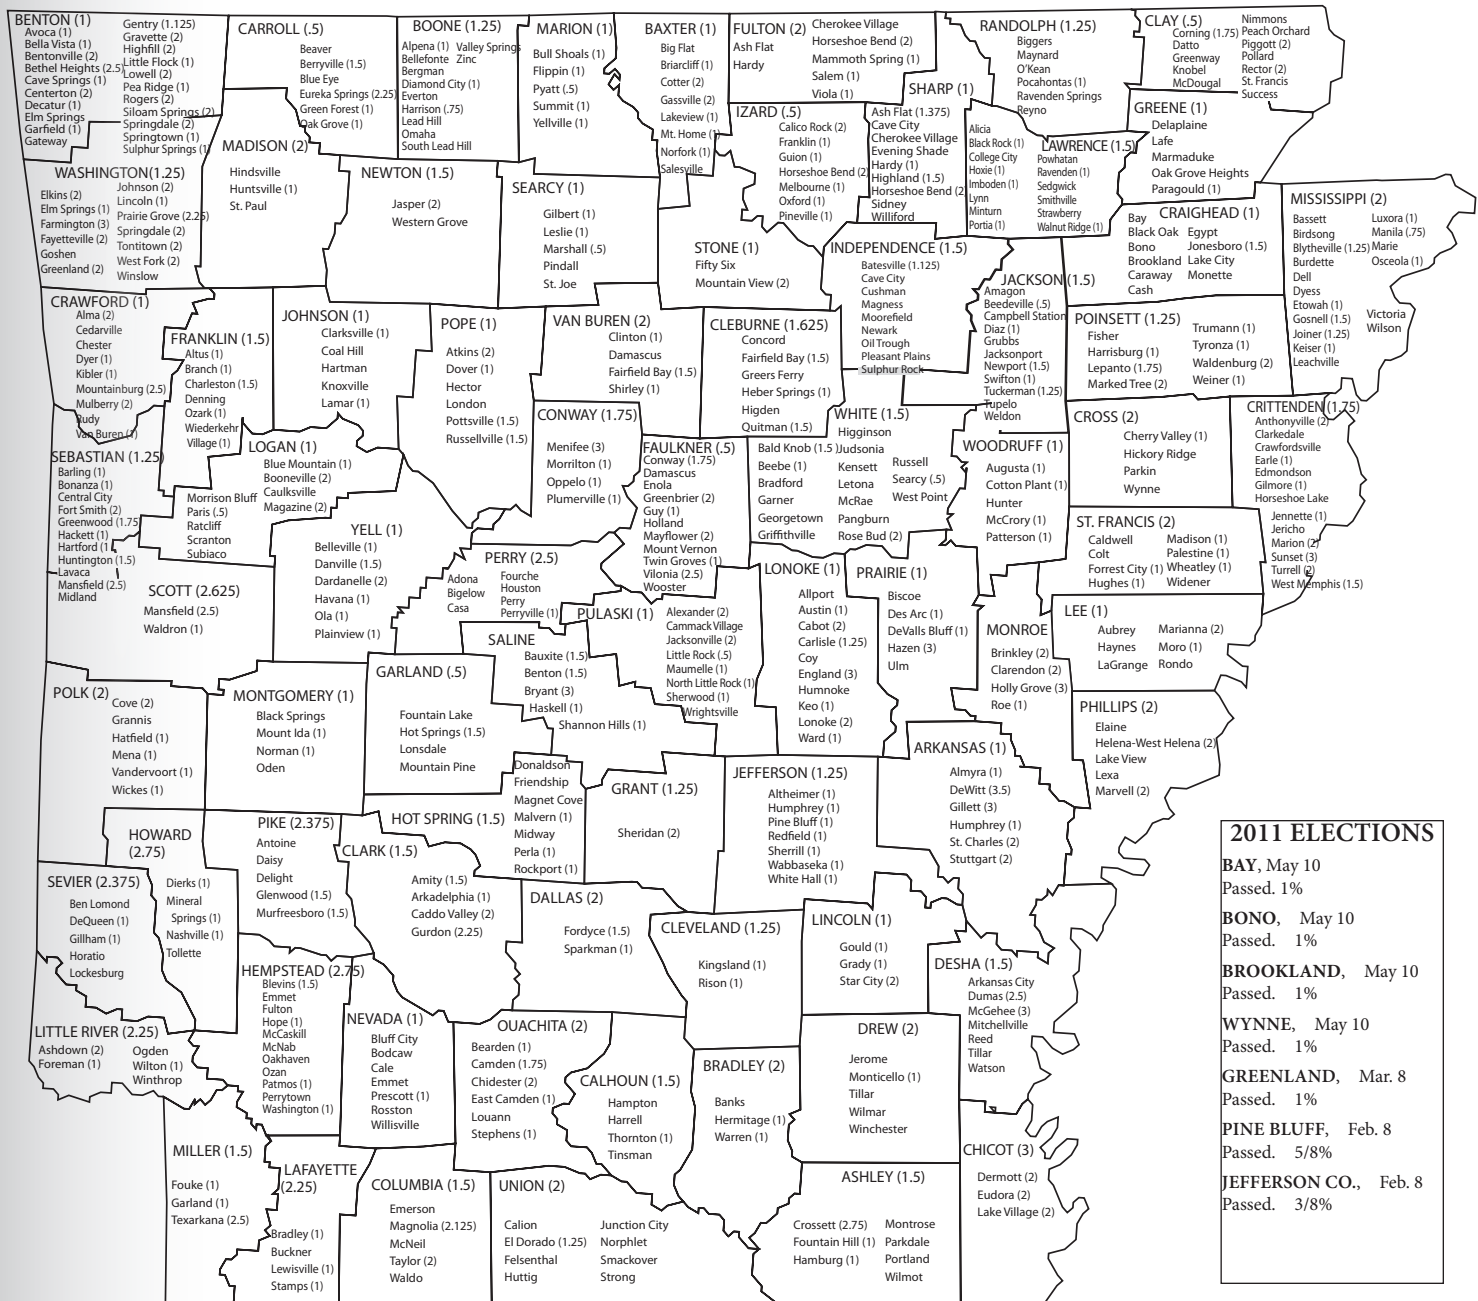 BENTON (1)
Avoca (1)
Bella Vista (1)
Bentonville (2)
Bethel Heights (2.5)
Cave Springs (1)
Centerton (2)
Decatur (1)
Elm Springs
Garfield (1)
Gateway
Gentry (1.125)
Gravette (2)
Highfill (2)
Little Flock (1)
Lowell (2)
Pea Ridge (1)
Rogers (2)
Siloam Springs (2)
Springdale (2)
Springtown (1)
Sulphur Springs (1)
CARROLL (.5)
Beaver
Berryville (1.5)
Blue Eye
Eureka Springs (2.25)
Green Forest (1)
Oak Grove (1)
BOONE (1.25)
Alpena (1)
Bellefonte
Bergman
Diamond City (1)
Everton
Harrison (.75)
Lead Hill
Omaha
South Lead Hill
Valley Springs
Zinc
MARION (1)
Bull Shoals (1)
Flippin (1)
Pyatt (.5)
Summit (1)
Yellville (1)
BAXTER (1)
Big Flat
Briarcliff (1)
Cotter (2)
Gassville (2)
Lakeview (1)
Mt. Home (1)
Norfork (1)
Salesville
FULTON (2)
Ash Flat
Hardy
Cherokee Village
Horseshoe Bend (2)
Mammoth Spring (1)
Salem (1)
Viola (1)
RANDOLPH (1.25)
Biggers
Maynard
O'Kean
Pocahontas (1)
Ravenden Springs
Reyno
CLAY (.5)
Corning (1.75)
Datto
Greenway
Knobel
McDougal
Nimmons
Peach Orchard
Piggott (2)
Pollard
Rector (2)
St. Francis
Success
GREENE (1)
Delaplaine
Lafe
Marmaduke
Oak Grove Heights
Paragould (1)
SHARP (1)
Ash Flat (1.375)
Cave City
Cherokee Village
Evening Shade
Hardy (1)
Highland (1.5)
Horseshoe Bend (2)
Sidney
Williford
IZARD (.5)
Calico Rock (2)
Franklin (1)
Guion (1)
Horseshoe Bend (2)
Melbourne (1)
Oxford (1)
Pineville (1)
LAWRENCE (1.5)
Alicia
Black Rock (1)
College City
Hoxie (1)
Imboden (1)
Lynn
Minturn
Portia (1)
Powhatan
Ravenden (1)
Sedgwick
Smithville
Strawberry
Walnut Ridge (1)
WASHINGTON(1.25)
Elkins (2)
Elm Springs (1)
Farmington (3)
Fayetteville (2)
Goshen
Greenland (2)
Johnson (2)
Lincoln (1)
Prairie Grove (2.25)
Springdale (2)
Tontitown (2)
West Fork (2)
Winslow
MADISON (2)
Hindsville
Huntsville (1)
St. Paul
NEWTON (1.5)
Jasper (2)
Western Grove
SEARCY (1)
Gilbert (1)
Leslie (1)
Marshall (.5)
Pindall
St. Joe
STONE (1)
Fifty Six
Mountain View (2)
INDEPENDENCE (1.5)
Batesville (1.125)
Cave City
Cushman
Magness
Moorefield
Newark
Oil Trough
Pleasant Plains
Sulphur Rock
JACKSON (1.5)
Amagon
Beedeville (.5)
Campbell Station
Diaz (1)
Grubbs
Jacksonport
Newport (1.5)
Swifton (1)
Tuckerman (1.25)
Tupelo
Weldon
CRAIGHEAD (1)
Bay
Black Oak
Bono
Brookland
Caraway
Cash
Egypt
Jonesboro (1.5)
Lake City
Monette
MISSISSIPPI (2)
Bassett
Birdsong
Blytheville (1.25)
Burdette
Dell
Dyess
Etowah (1)
Gosnell (1.5)
Joiner (1.25)
Keiser (1)
Leachville
Luxora (1)
Manila (.75)
Marie
Osceola (1)
Victoria
Wilson
POINSETT (1.25)
Fisher
Harrisburg (1)
Lepanto (1.75)
Marked Tree (2)
Trumann (1)
Tyronza (1)
Waldenburg (2)
Weiner (1)
CRAWFORD (1)
Alma (2)
Cedarville
Chester
Dyer (1)
Kibler (1)
Mountainburg (2.5)
Mulberry (2)
Rudy
Van Buren (1)
FRANKLIN (1.5)
Altus (1)
Branch (1)
Charleston (1.5)
Denning
Ozark (1)
Wiederkehr
Village (1)
JOHNSON (1)
Clarksville (1)
Coal Hill
Hartman
Knoxville
Lamar (1)
POPE (1)
Atkins (2)
Dover (1)
Hector
London
Pottsville (1.5)
Russellville (1.5)
VAN BUREN (2)
Clinton (1)
Damascus
Fairfield Bay (1.5)
Shirley (1)
CLEBURNE (1.625)
Concord
Fairfield Bay (1.5)
Greers Ferry
Heber Springs (1)
Higden
Quitman (1.5)
WHITE (1.5)
Higginson
Bald Knob (1.5)
Beebe (1)
Bradford
Garner
Georgetown
Griffithville
Judsonia
Kensett
Letona
McRae
Pangburn
Rose Bud (2)
Russell
Searcy (.5)
West Point
CONWAY (1.75)
Menifee (3)
Morrilton (1)
Oppelo (1)
Plumerville (1)
FAULKNER (.5)
Conway (1.75)
Damascus
Enola
Greenbrier (2)
Guy (1)
Holland
Mayflower (2)
Mount Vernon
Twin Groves (1)
Vilonia (2.5)
Wooster
WOODRUFF (1)
Augusta (1)
Cotton Plant (1)
Hunter
McCrory (1)
Patterson (1)
CROSS (2)
Cherry Valley (1)
Hickory Ridge
Parkin
Wynne
CRITTENDEN (1.75)
Anthonyville (2)
Clarkedale
Crawfordsville
Earle (1)
Edmondson
Gilmore (1)
Horseshoe Lake
Jennette (1)
Jericho
Marion (2)
Sunset (3)
Turrell (2)
West Memphis (1.5)
ST. FRANCIS (2)
Caldwell
Colt
Forrest City (1)
Hughes (1)
Madison (1)
Palestine (1)
Wheatley (1)
Widener
SEBASTIAN (1.25)
Barling (1)
Bonanza (1)
Central City
Fort Smith (2)
Greenwood (1.75)
Hackett (1)
Hartford (1)
Huntington (1.5)
Lavaca
Mansfield (2.5)
Midland
LOGAN (1)
Blue Mountain (1)
Booneville (2)
Caulksville
Magazine (2)
Morrison Bluff
Paris (.5)
Ratcliff
Scranton
Subiaco
YELL (1)
Belleville (1)
Danville (1.5)
Dardanelle (2)
Havana (1)
Ola (1)
Plainview (1)
PERRY (2.5)
Adona
Bigelow
Casa
Fourche
Houston
Perry
Perryville (1)
SCOTT (2.625)
Mansfield (2.5)
Waldron (1)
PULASKI (1)
Alexander (2)
Cammack Village
Jacksonville (2)
Little Rock (.5)
Maumelle (1)
North Little Rock (1)
Sherwood (1)
Wrightsville
LONOKE (1)
Allport
Austin (1)
Cabot (2)
Carlisle (1.25)
Coy
England (3)
Humnoke
Keo (1)
Lonoke (2)
Ward (1)
PRAIRIE (1)
Biscoe
Des Arc (1)
DeValls Bluff (1)
Hazen (3)
Ulm
MONROE
Brinkley (2)
Clarendon (2)
Holly Grove (3)
Roe (1)
LEE (1)
Aubrey
Haynes
LaGrange
Marianna (2)
Moro (1)
Rondo
SALINE
Bauxite (1.5)
Benton (1.5)
Bryant (3)
Haskell (1)
Shannon Hills (1)
GARLAND (.5)
Fountain Lake
Hot Springs (1.5)
Lonsdale
Mountain Pine
POLK (2)
Cove (2)
Grannis
Hatfield (1)
Mena (1)
Vandervoort (1)
Wickes (1)
MONTGOMERY (1)
Black Springs
Mount Ida (1)
Norman (1)
Oden
PHILLIPS (2)
Elaine
Helena-West Helena (2)
Lake View
Lexa
Marvell (2)
ARKANSAS (1)
Almyra (1)
DeWitt (3.5)
Gillett (3)
Humphrey (1)
St. Charles (2)
Stuttgart (2)
JEFFERSON (1.25)
Altheimer (1)
Humphrey (1)
Pine Bluff (1)
Redfield (1)
Sherrill (1)
Wabbaseka (1)
White Hall (1)
GRANT (1.25)
Sheridan (2)
HOT SPRING (1.5)
Donaldson
Friendship
Magnet Cove
Malvern (1)
Midway
Perla (1)
Rockport (1)
HOWARD
(2.75)
Dierks (1)
Mineral
Springs (1)
Nashville (1)
Tollette
PIKE (2.375)
Antoine
Daisy
Delight
Glenwood (1.5)
Murfreesboro (1.5)
CLARK (1.5)
Amity (1.5)
Arkadelphia (1)
Caddo Valley (2)
Gurdon (2.25)
SEVIER (2.375)
Ben Lomond
DeQueen (1)
Gillham (1)
Horatio
Lockesburg
DALLAS (2)
Fordyce (1.5)
Sparkman (1)
CLEVELAND (1.25)
Kingsland (1)
Rison (1)
LINCOLN (1)
Gould (1)
Grady (1)
Star City (2)
DESHA (1.5)
Arkansas City
Dumas (2.5)
McGehee (3)
Mitchellville
Reed
Tillar
Watson
HEMPSTEAD (2.75)
Blevins (1.5)
Emmet
Fulton
Hope (1)
McCaskill
McNab
Oakhaven
Ozan
Patmos (1)
Perrytown
Washington (1)
LITTLE RIVER (2.25)
Ashdown (2)
Foreman (1)
Ogden
Wilton (1)
Winthrop
NEVADA (1)
Bluff City
Bodcaw
Cale
Emmet
Prescott (1)
Rosston
Willisville
OUACHITA (2)
Bearden (1)
Camden (1.75)
Chidester (2)
East Camden (1)
Louann
Stephens (1)
CALHOUN (1.5)
Hampton
Harrell
Thornton (1)
Tinsman
BRADLEY (2)
Banks
Hermitage (1)
Warren (1)
DREW (2)
Jerome
Monticello (1)
Tillar
Wilmar
Winchester
MILLER (1.5)
Fouke (1)
Garland (1)
Texarkana (2.5)
LAFAYETTE
(2.25)
Bradley (1)
Buckner
Lewisville (1)
Stamps (1)
COLUMBIA (1.5)
Emerson
Magnolia (2.125)
McNeil
Taylor (2)
Waldo
UNION (2)
Calion
El Dorado (1.25)
Felsenthal
Huttig
Junction City
Norphlet
Smackover
Strong
ASHLEY (1.5)
Crossett (2.75)
Fountain Hill (1)
Hamburg (1)
Montrose
Parkdale
Portland
Wilmot
CHICOT (3)
Dermott (2)
Eudora (2)
Lake Village (2)
2011 ELECTIONS
BAY, May 10
Passed. 1%
BONO, May 10
Passed. 1%
BROOKLAND, May 10
Passed. 1%
WYNNE, May 10
Passed. 1%
GREENLAND, Mar. 8
Passed. 1%
PINE BLUFF, Feb. 8
Passed. 5/8%
JEFFERSON CO., Feb. 8
Passed. 3/8%